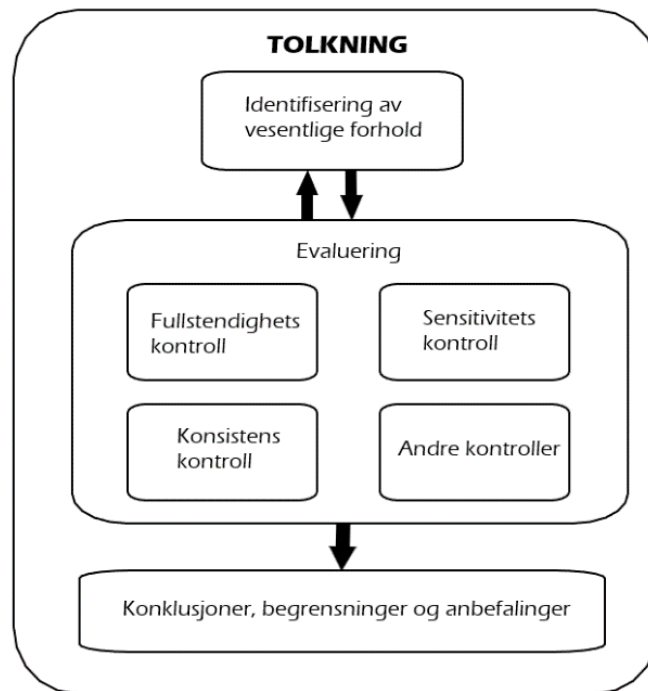 TOLKNING
Identifisering av
vesentlige forhold
Evaluering
Fullstendighets
kontroll
Sensitivitets
kontroll
Konsistens
kontroll
Andre kontroller
Konklusjoner, begrensninger og anbefalinger